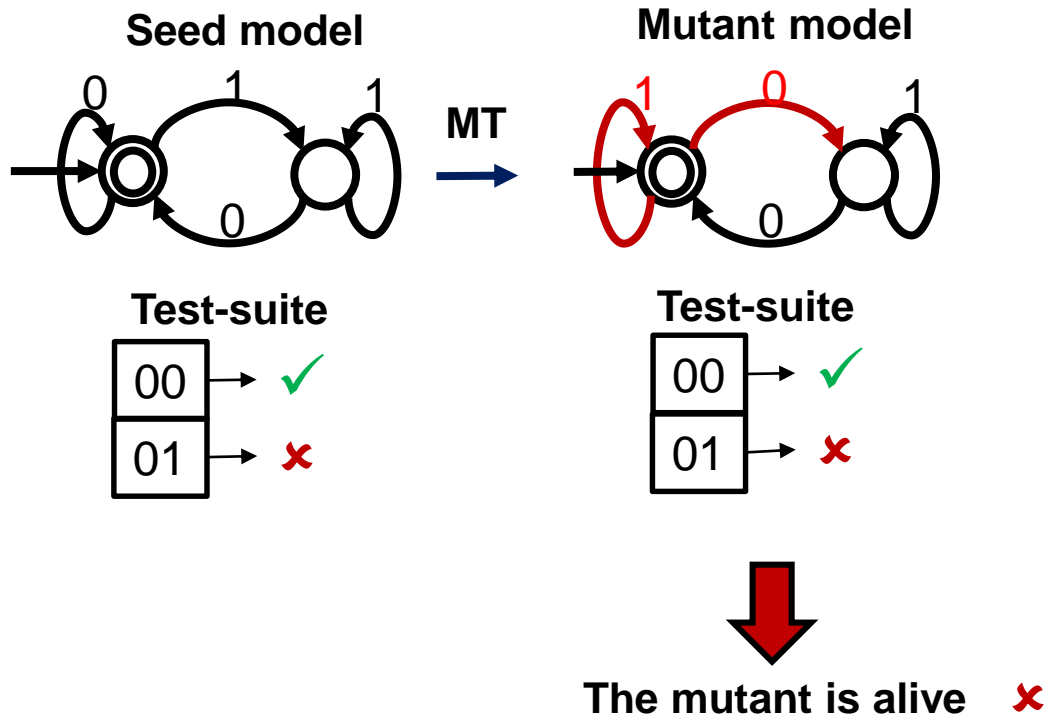 Seed model
0
1
1
0
MT
Mutant model
1
0
1
0
Test-suite
00
01
Test-suite
00
01
The mutant is alive